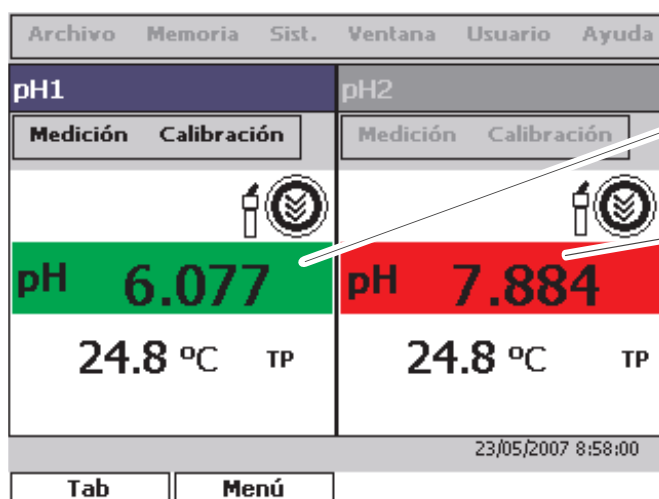 Archivo Memoria Sist. Ventana Usuario Ayuda
pH1
Medición Calibración
pH 6.077
24.8 ºC TP
pH2
Medición Calibración
pH 7.884
24.8 ºC TP
23/05/2007 8:58:00
Tab Menú